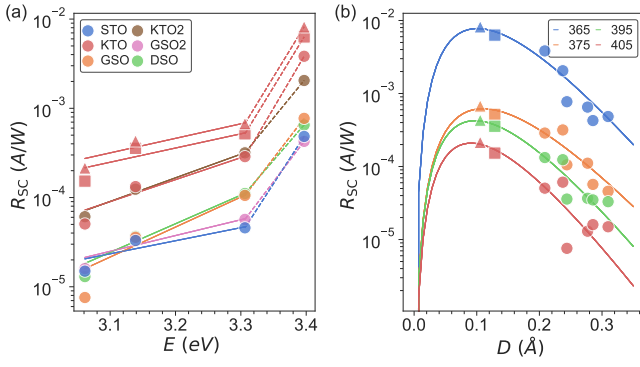 (a)
STO KTO2
KTO GSO2
GSO DSO
10⁻² 
10⁻³
10⁻⁴
10⁻⁵
R_SC (A/W)
3.1 3.2 3.3 3.4
E (eV)
(b)
365 395
375 405
10⁻²
10⁻³
10⁻⁴
10⁻⁵
R_SC (A/W)
0.0 0.1 0.2 0.3
D (Å)